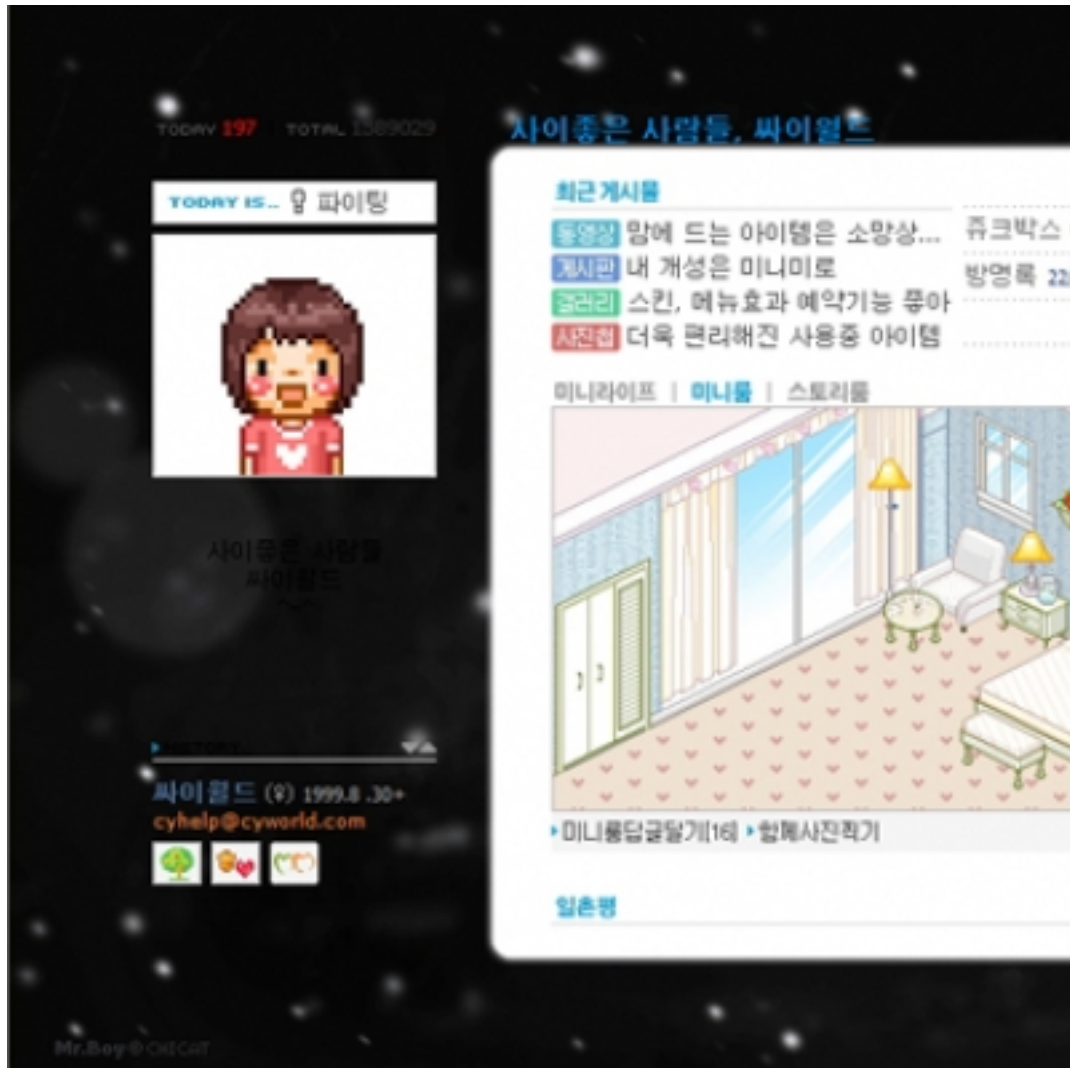 TODAY 197 TOTAL 1589029
사이좋은 사람들, 싸이월드
TODAY IS.. 파이팅
최근 게시물
동영상 맘에 드는 아이템은 소망상...
게시판 내 개성은 미니미로
갤러리 스킨, 메뉴효과 예약기능 좋아
사진첩 더욱 편리해진 사용중 아이템
쥬크박스
방명록 22
미니라이프 | 미니룸 | 스토리룸
사이좋은 사람들
싸이월드
^~^
HISTORY
싸이월드 (♀) 1999.8 .30+
cyhelp@cyworld.com
미니룸답글달기[16] 함께사진찍기
일촌평
Mr.Boy © CHICAT